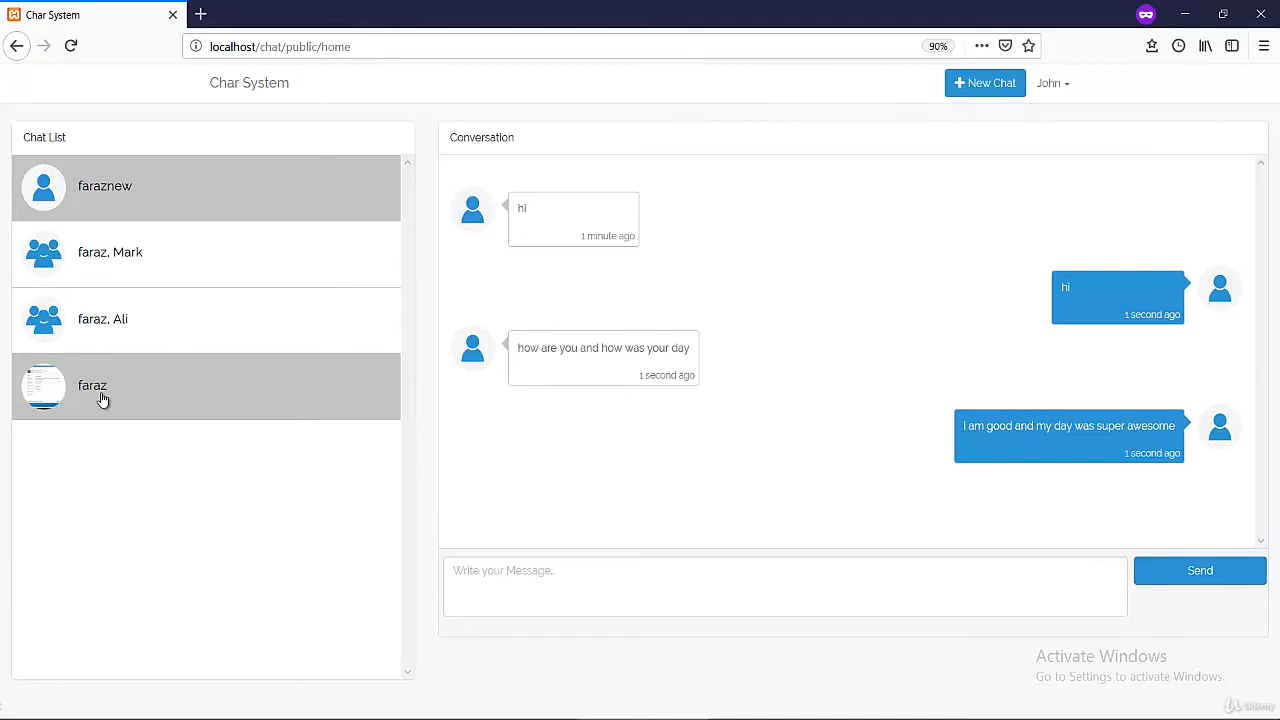 Char System
localhost/chat/public/home
90%
Char System
New Chat
John
Chat List
faraznew
faraz, Mark
faraz, Ali
faraz
Conversation
hi
1 minute ago
hi
1 second ago
how are you and how was your day
1 second ago
I am good and my day was super awesome
1 second ago
Write your Message..
Send
Activate Windows
Go to Settings to activate Windows.
Udemy